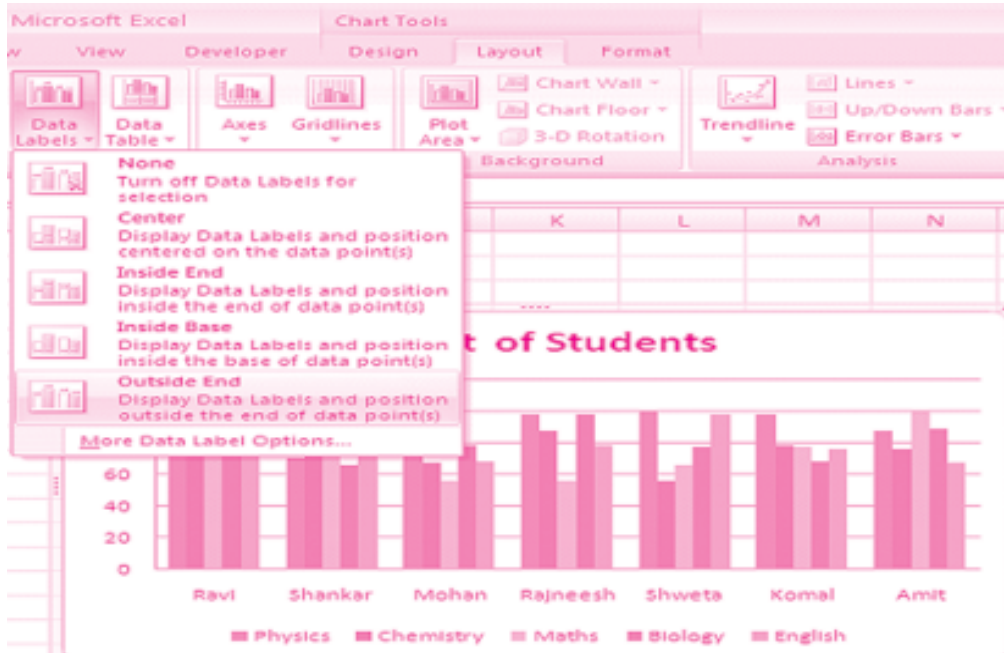 Microsoft Excel Chart Tools
w View Developer Design Layout Format
Data Labels Data Table Axes Gridlines Plot Area Chart Wall Chart Floor 3-D Rotation Trendline Lines Up/Down Bars Error Bars
Background Analysis
None
Turn off Data Labels for
selection
Center
Display Data Labels and position
centered on the data point(s)
Inside End
Display Data Labels and position
inside the end of data point(s)
Inside Base
Display Data Labels and position
inside the base of data point(s)
Outside End
Display Data Labels and position
outside the end of data point(s)
More Data Label Options...
K L M N
t of Students
60
40
20
0
Ravi Shankar Mohan Rajneesh Shweta Komal Amit
Physics Chemistry Maths Biology English